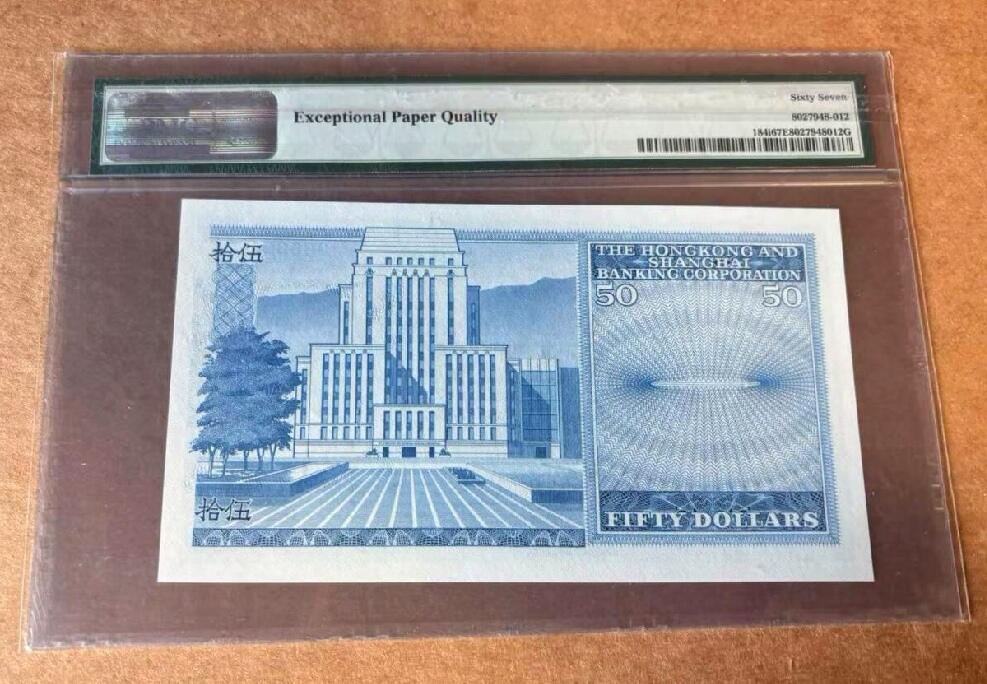 Exceptional Paper Quality
Sixty Seven
8027948-012
184167E8027948012G
拾伍
THE HONGKONG AND
SHANGHAI
BANKING CORPORATION
50 50
拾伍
FIFTY DOLLARS